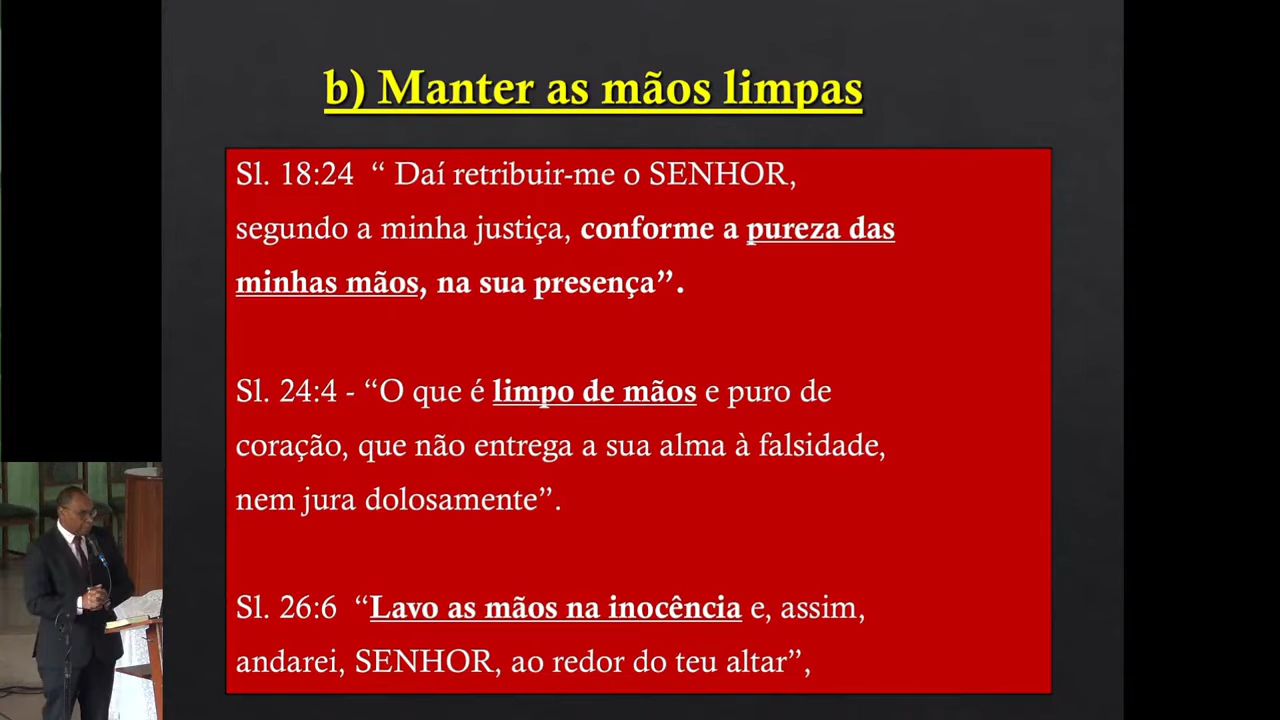 b) Manter as mãos limpas
Sl. 18:24 “ Daí retribuir-me o SENHOR,
segundo a minha justiça, conforme a pureza das
minhas mãos, na sua presença”.
Sl. 24:4 - “O que é limpo de mãos e puro de
coração, que não entrega a sua alma à falsidade,
nem jura dolosamente”.
Sl. 26:6 “Lavo as mãos na inocência e, assim,
andarei, SENHOR, ao redor do teu altar”,